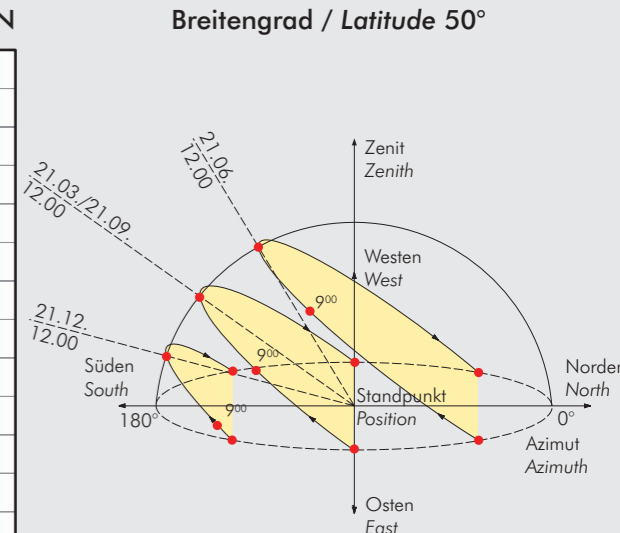 N
Breitengrad / Latitude 50°
21.06.
12.00
Zenit
Zenith
21.03./21.09.
12.00
Westen
West
9⁰⁰
21.12.
12.00
9⁰⁰
Süden
South
Norden
North
Standpunkt
Position
9⁰⁰
180°
0°
Azimut
Azimuth
Osten
East